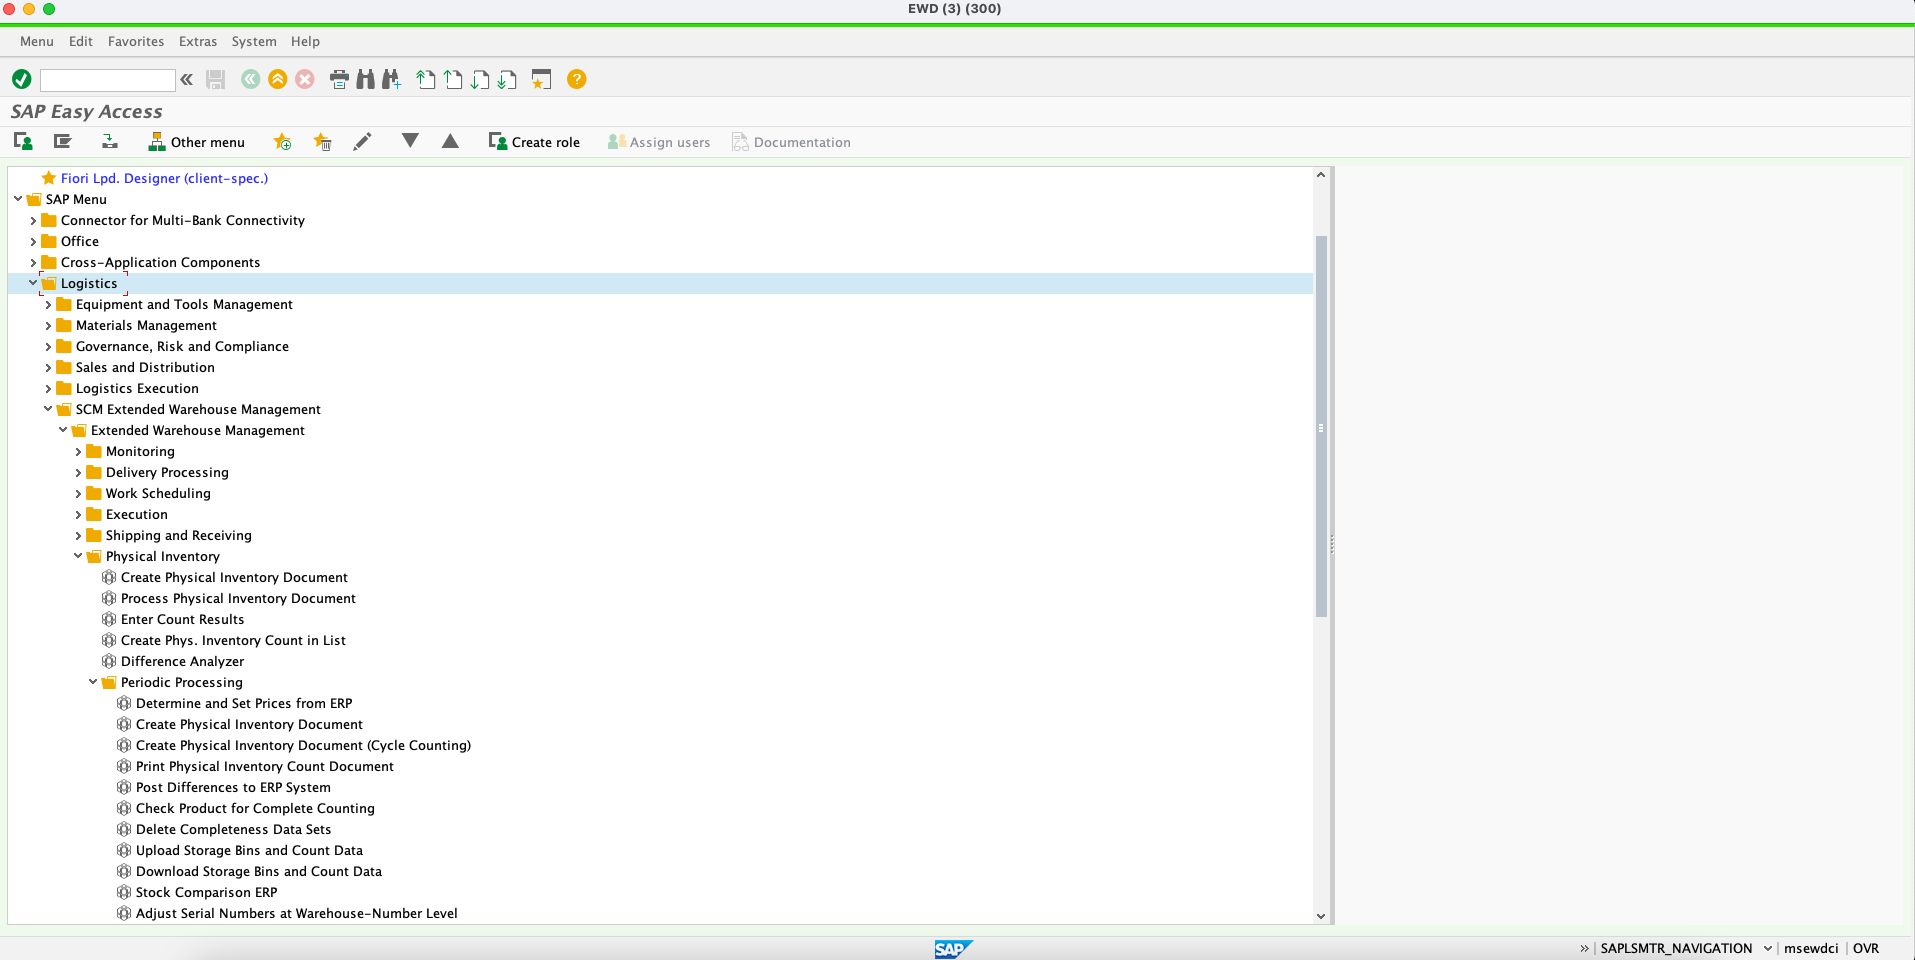 EWD (3) (300)
Menu Edit Favorites Extras System Help
SAP Easy Access
Other menu Create role Assign users Documentation
Fiori Lpd. Designer (client-spec.)
SAP Menu
Connector for Multi-Bank Connectivity
Office
Cross-Application Components
Logistics
Equipment and Tools Management
Materials Management
Governance, Risk and Compliance
Sales and Distribution
Logistics Execution
SCM Extended Warehouse Management
Extended Warehouse Management
Monitoring
Delivery Processing
Work Scheduling
Execution
Shipping and Receiving
Physical Inventory
Create Physical Inventory Document
Process Physical Inventory Document
Enter Count Results
Create Phys. Inventory Count in List
Difference Analyzer
Periodic Processing
Determine and Set Prices from ERP
Create Physical Inventory Document
Create Physical Inventory Document (Cycle Counting)
Print Physical Inventory Count Document
Post Differences to ERP System
Check Product for Complete Counting
Delete Completeness Data Sets
Upload Storage Bins and Count Data
Download Storage Bins and Count Data
Stock Comparison ERP
Adjust Serial Numbers at Warehouse-Number Level
SAP » SAPLSMTR_NAVIGATION msewdci OVR